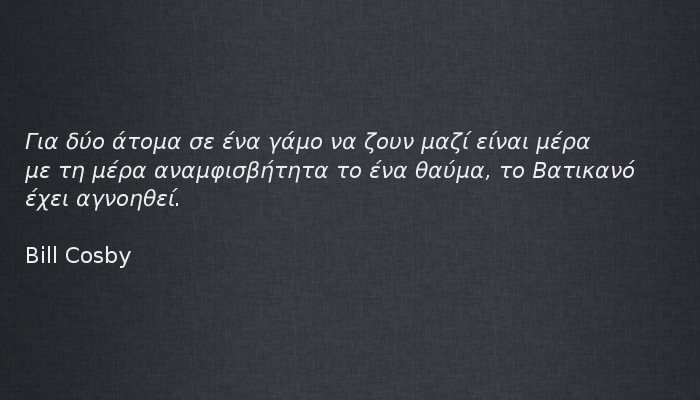 Για δύο άτομα σε ένα γάμο να ζουν μαζί είναι μέρα
με τη μέρα αναμφισβήτητα το ένα θαύμα, το Βατικανό
έχει αγνοηθεί.
Bill Cosby